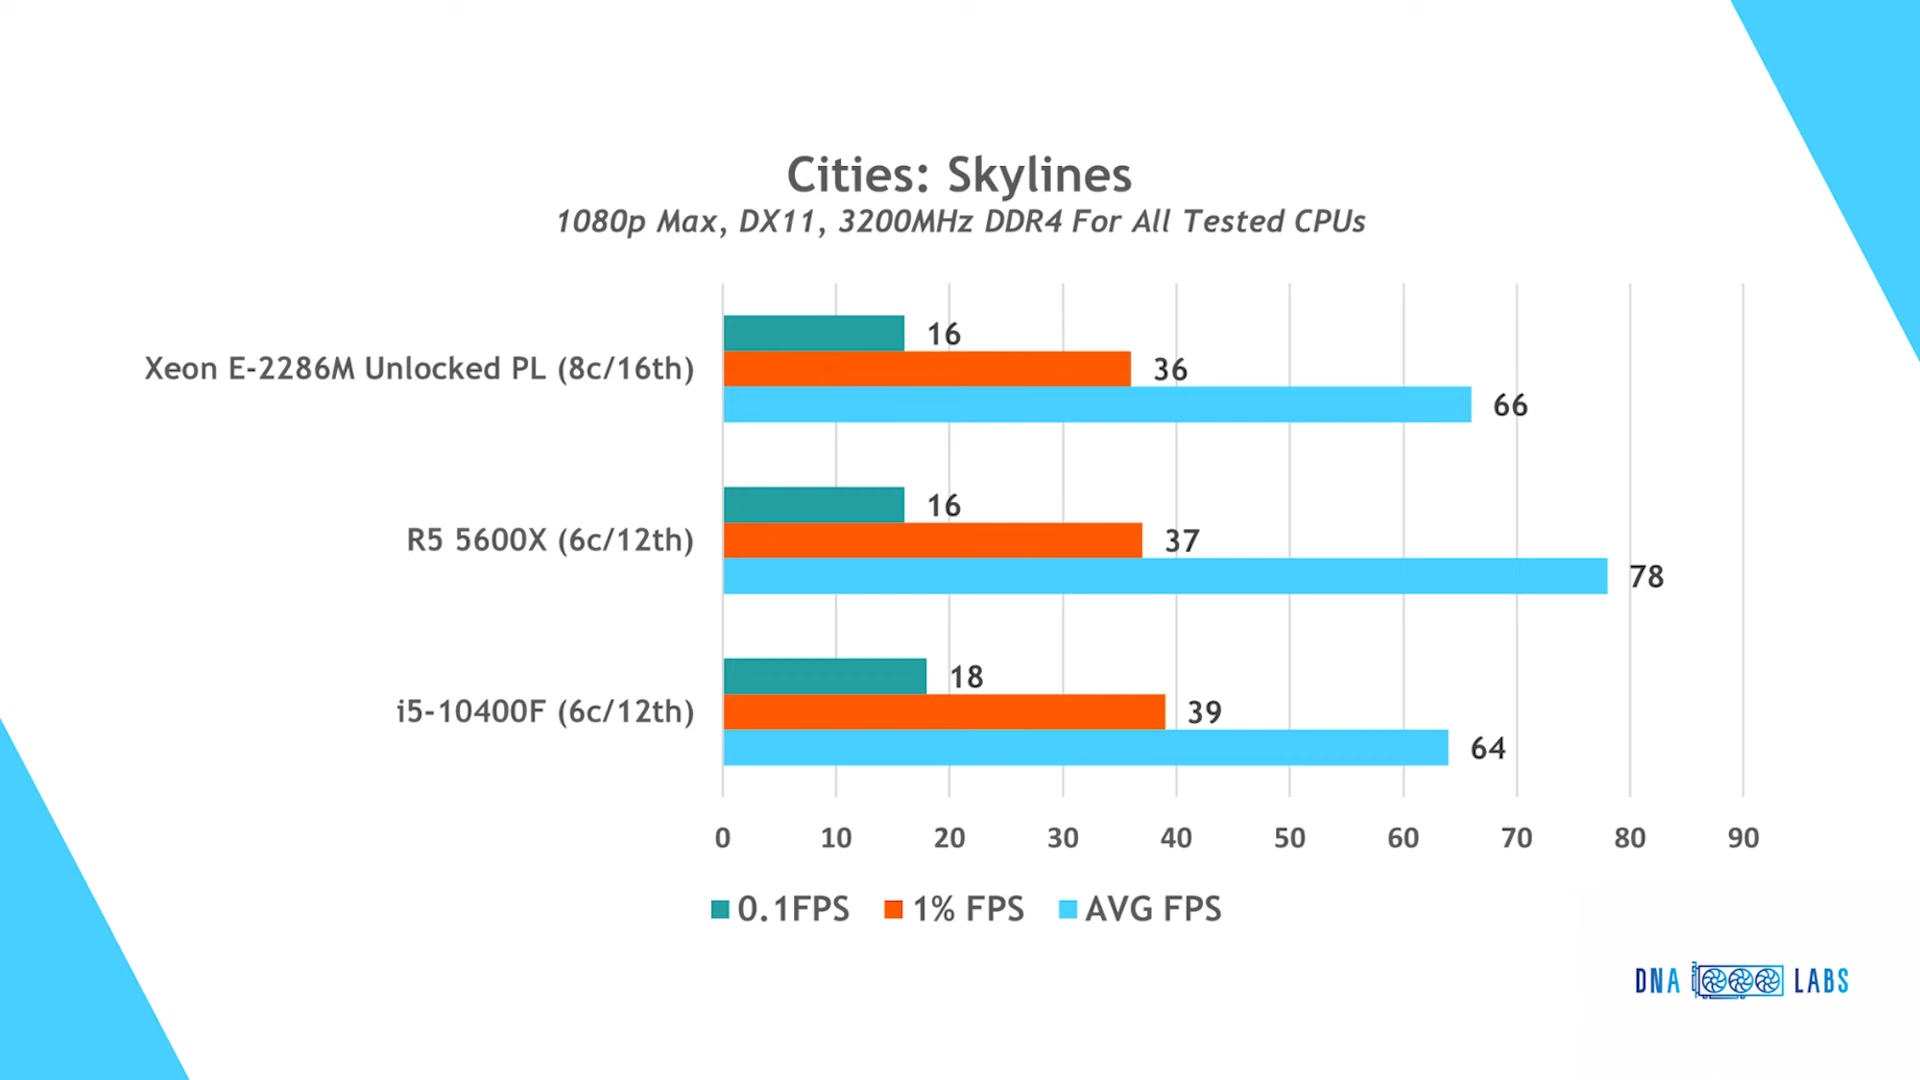 Cities: Skylines
1080p Max, DX11, 3200MHz DDR4 For All Tested CPUs
Xeon E-2286M Unlocked PL (8c/16th)
16
36
66
R5 5600X (6c/12th)
16
37
78
i5-10400F (6c/12th)
18
39
64
0 10 20 30 40 50 60 70 80 90
0.1FPS 1% FPS AVG FPS
DNA LABS